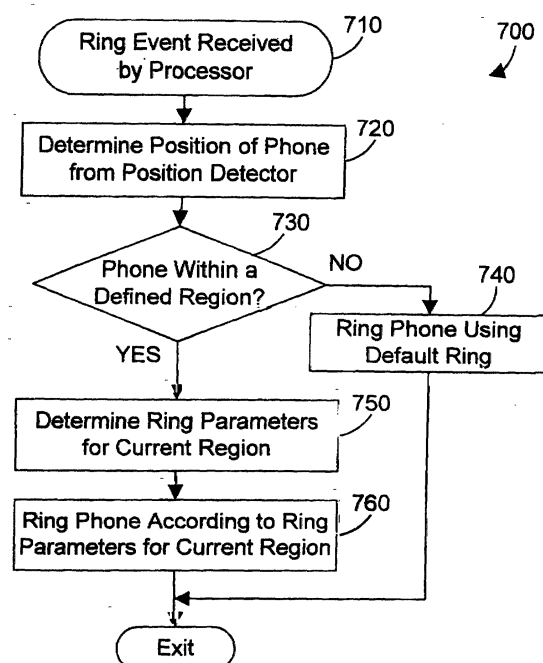 Ring Event Received
by Processor
710
700
Determine Position of Phone
from Position Detector
720
730
Phone Within a
Defined Region?
NO
740
Ring Phone Using
Default Ring
YES
Determine Ring Parameters
for Current Region
750
Ring Phone According to Ring
Parameters for Current Region
760
Exit